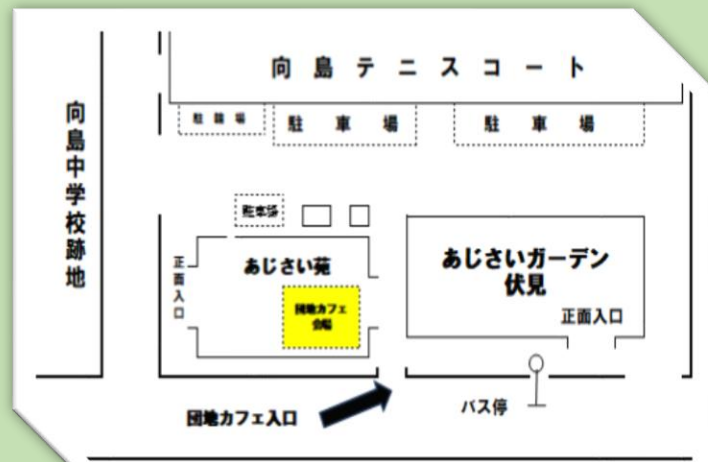 向島テニスコート
駐輪場
駐車場
駐車場
向島中学校跡地
駐車場
あじさい苑
正面入口
団地カフェ
会場
あじさいガーデン
伏見
正面入口
団地カフェ入口
バス停